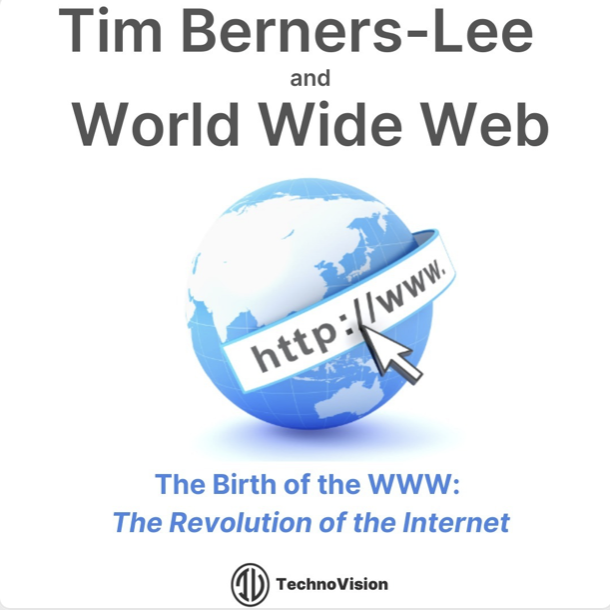 Tim Berners-Lee
and
World Wide Web
http://www.
The Birth of the WWW:
The Revolution of the Internet
TechnoVision